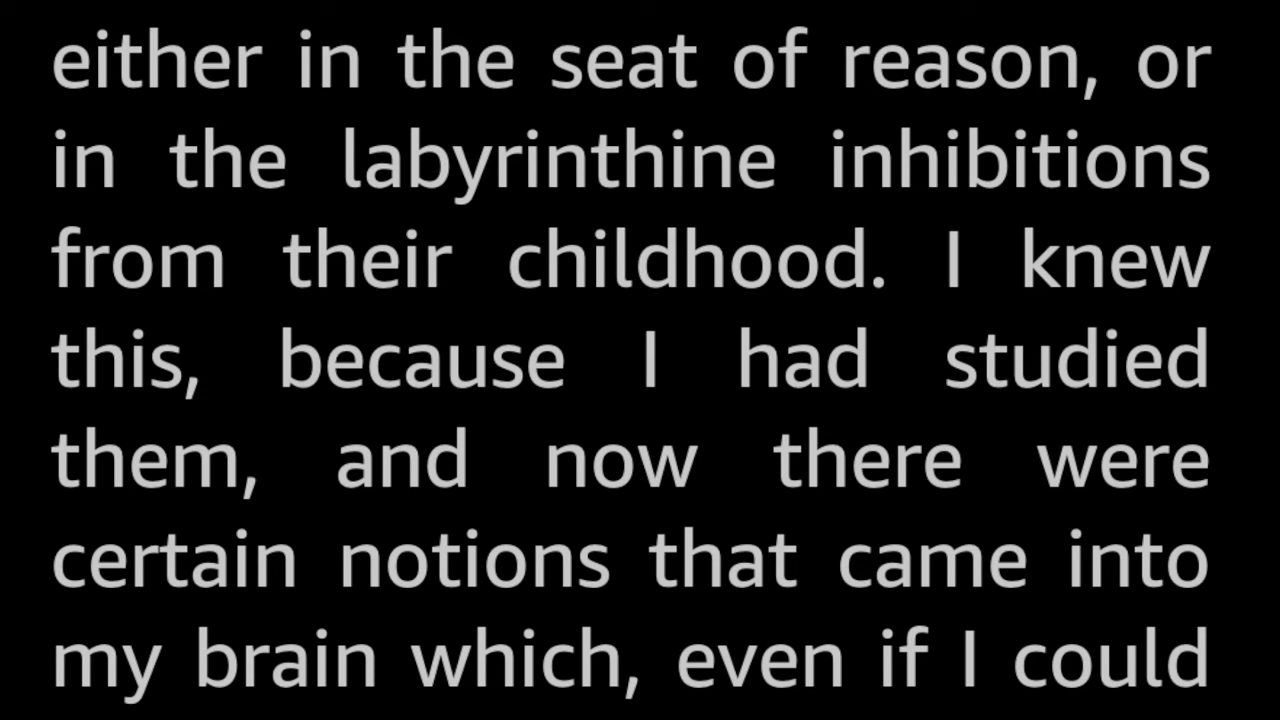 either in the seat of reason, or
in the labyrinthine inhibitions
from their childhood. I knew
this, because I had studied
them, and now there were
certain notions that came into
my brain which, even if I could